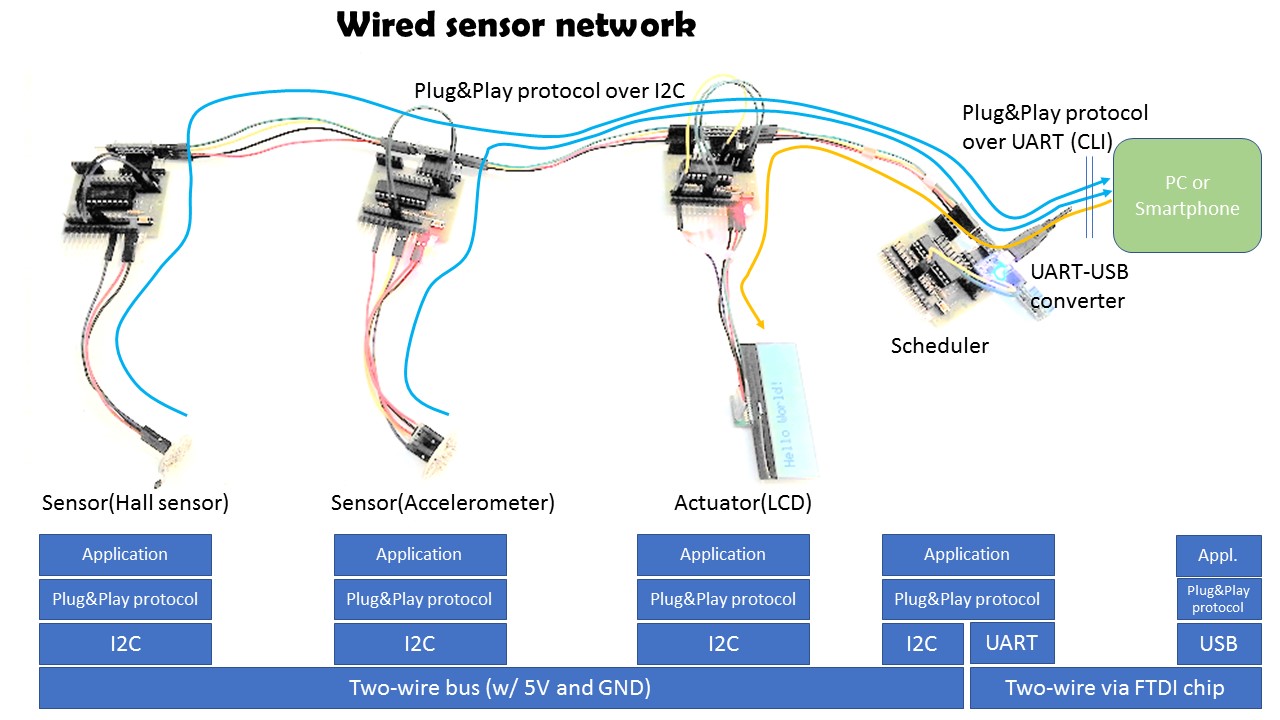 Wired sensor network
Plug&Play protocol over I2C
Plug&Play protocol
over UART (CLI)
PC or
Smartphone
UART-USB
converter
Scheduler
Hello World!
Sensor(Hall sensor)
Sensor(Accelerometer)
Actuator(LCD)
Application
Application
Application
Application
Appl.
Plug&Play protocol
Plug&Play protocol
Plug&Play protocol
Plug&Play protocol
Plug&Play
protocol
I2C
I2C
I2C
I2C
UART
USB
Two-wire bus (w/ 5V and GND)
Two-wire via FTDI chip